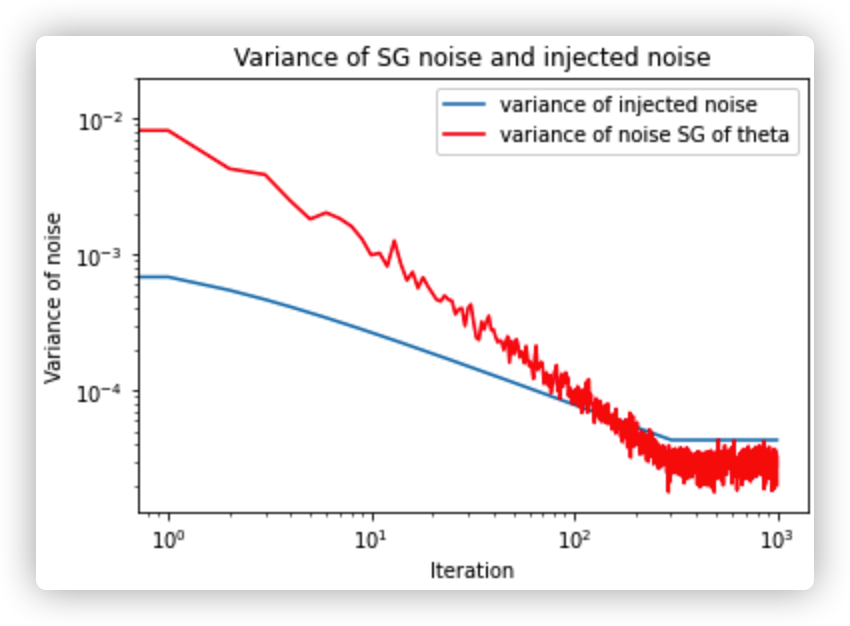 Variance of SG noise and injected noise
variance of injected noise
variance of noise SG of theta
Variance of noise
10⁻²
10⁻³
10⁻⁴
10⁰ 10¹ 10² 10³
Iteration